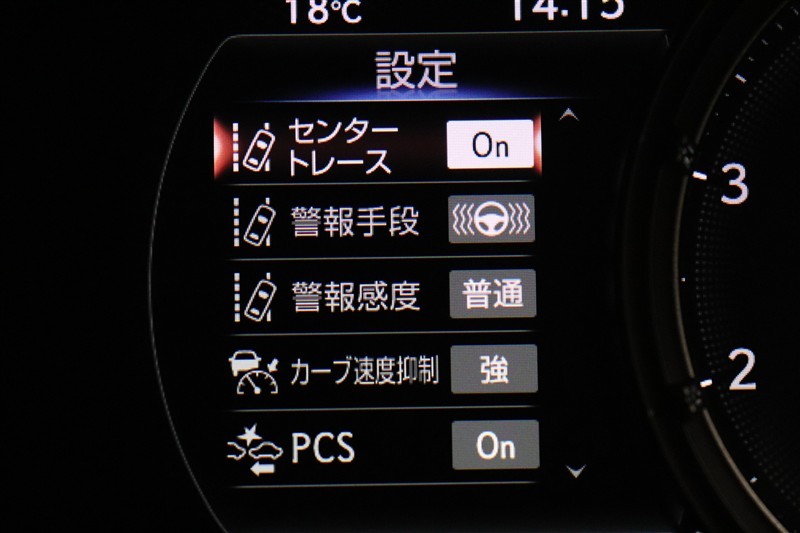 18℃ 14:15
設定
センター
トレース On
警報手段
警報感度 普通
カーブ速度抑制 強
PCS On
3
2